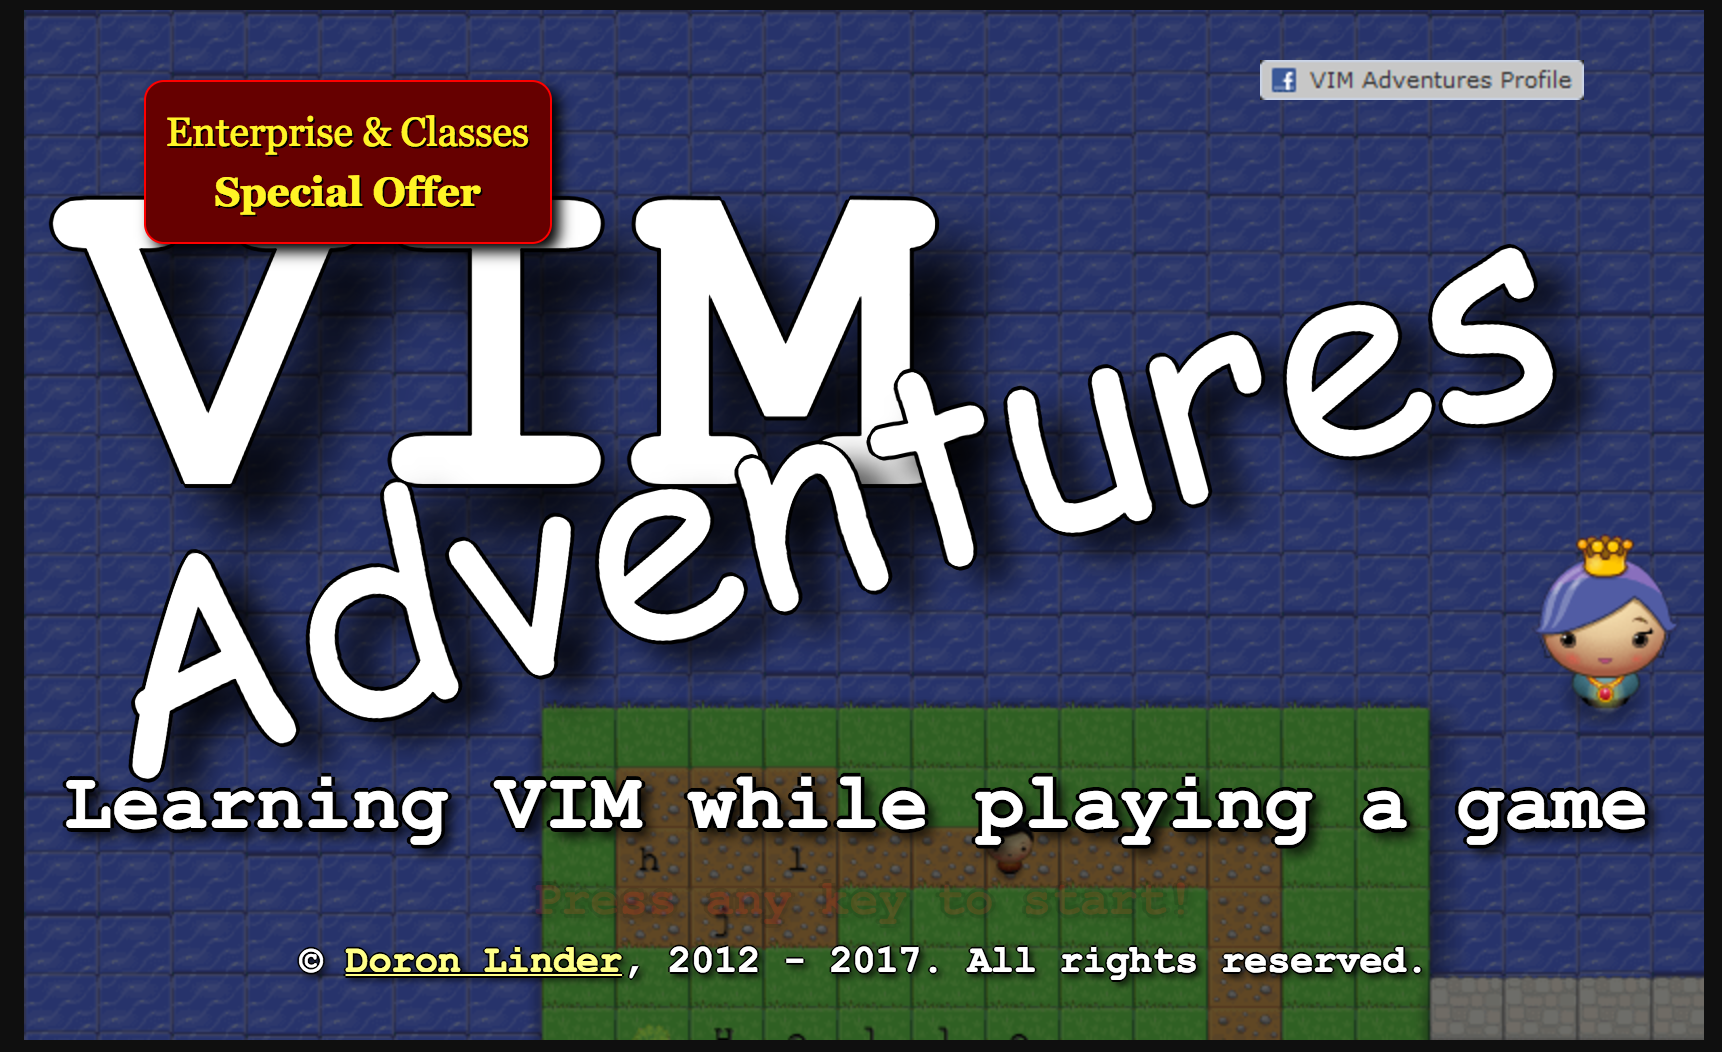 Enterprise & Classes
Special Offer
VIM Adventures Profile
VIM
Adventures
Learning VIM while playing a game
h l
Press any key to start!
j
© Doron Linder, 2012 - 2017. All rights reserved.
H e l l o